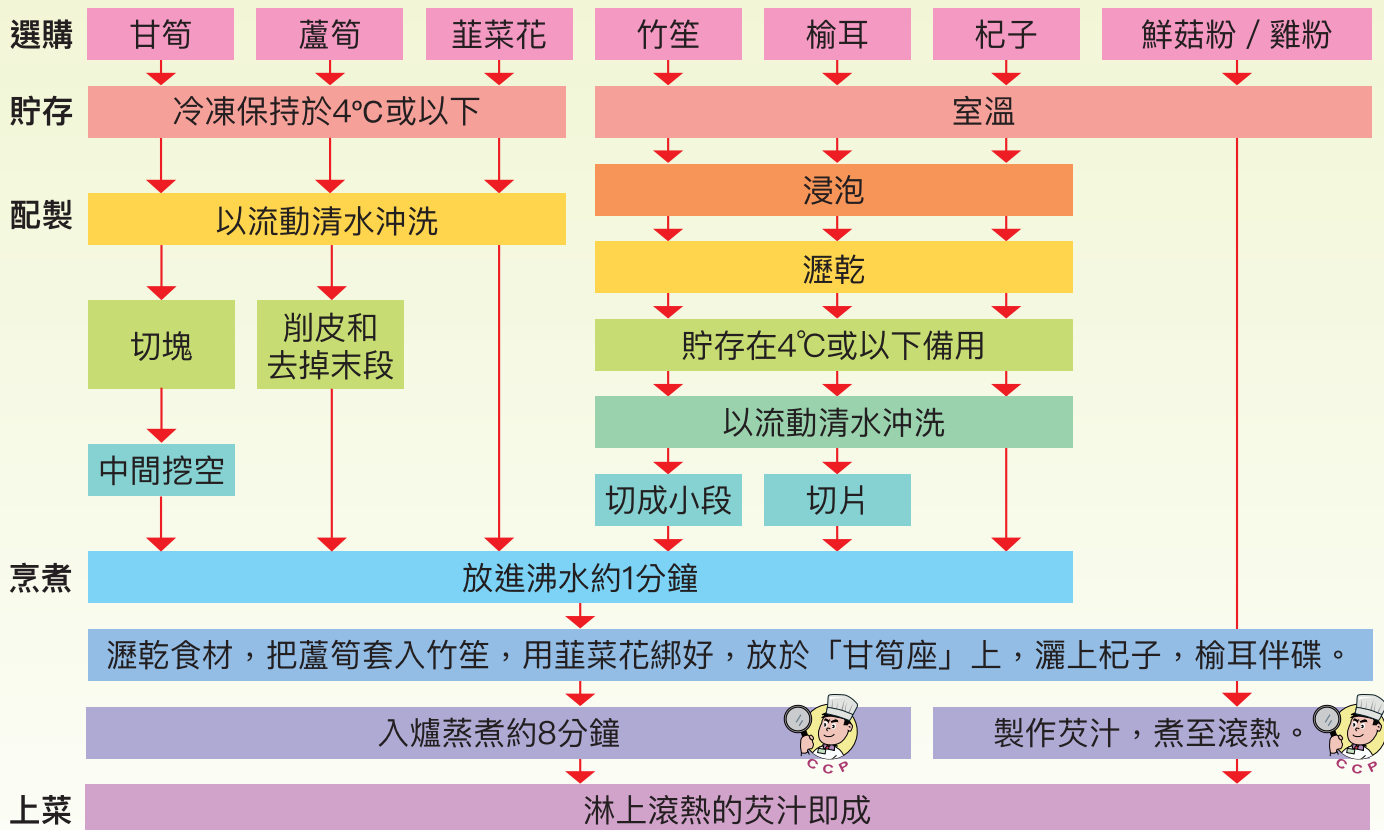 選購
甘筍
蘆筍
韮菜花
竹笙
榆耳
杞子
鮮菇粉 / 雞粉
貯存
冷凍保持於4ºC或以下
室溫
浸泡
配製
以流動清水沖洗
瀝乾
切塊
削皮和
去掉末段
貯存在4℃或以下備用
以流動清水沖洗
中間挖空
切成小段
切片
烹煮
放進沸水約1分鐘
瀝乾食材，把蘆筍套入竹笙，用韮菜花綁好，放於「甘筍座」上，灑上杞子，榆耳伴碟。
入爐蒸煮約8分鐘
CCP
製作芡汁，煮至滾熱。
CCP
上菜
淋上滾熱的芡汁即成